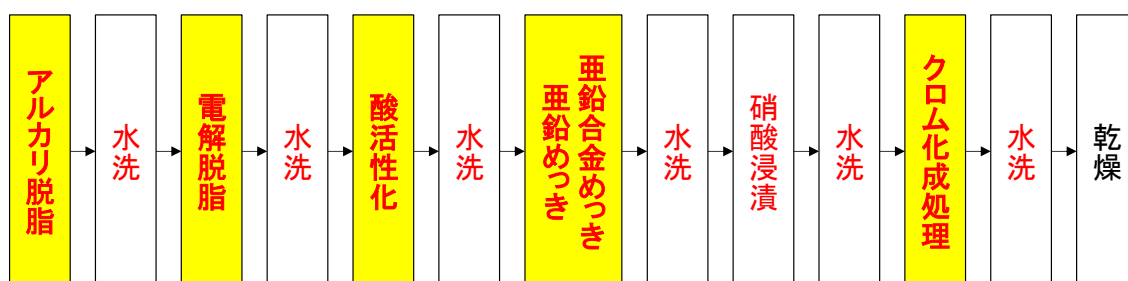 アルカリ脱脂
水洗
電解脱脂
水洗
酸活性化
水洗
亜鉛合金めっき
亜鉛めっき
水洗
硝酸浸漬
水洗
クロム化成処理
水洗
乾燥